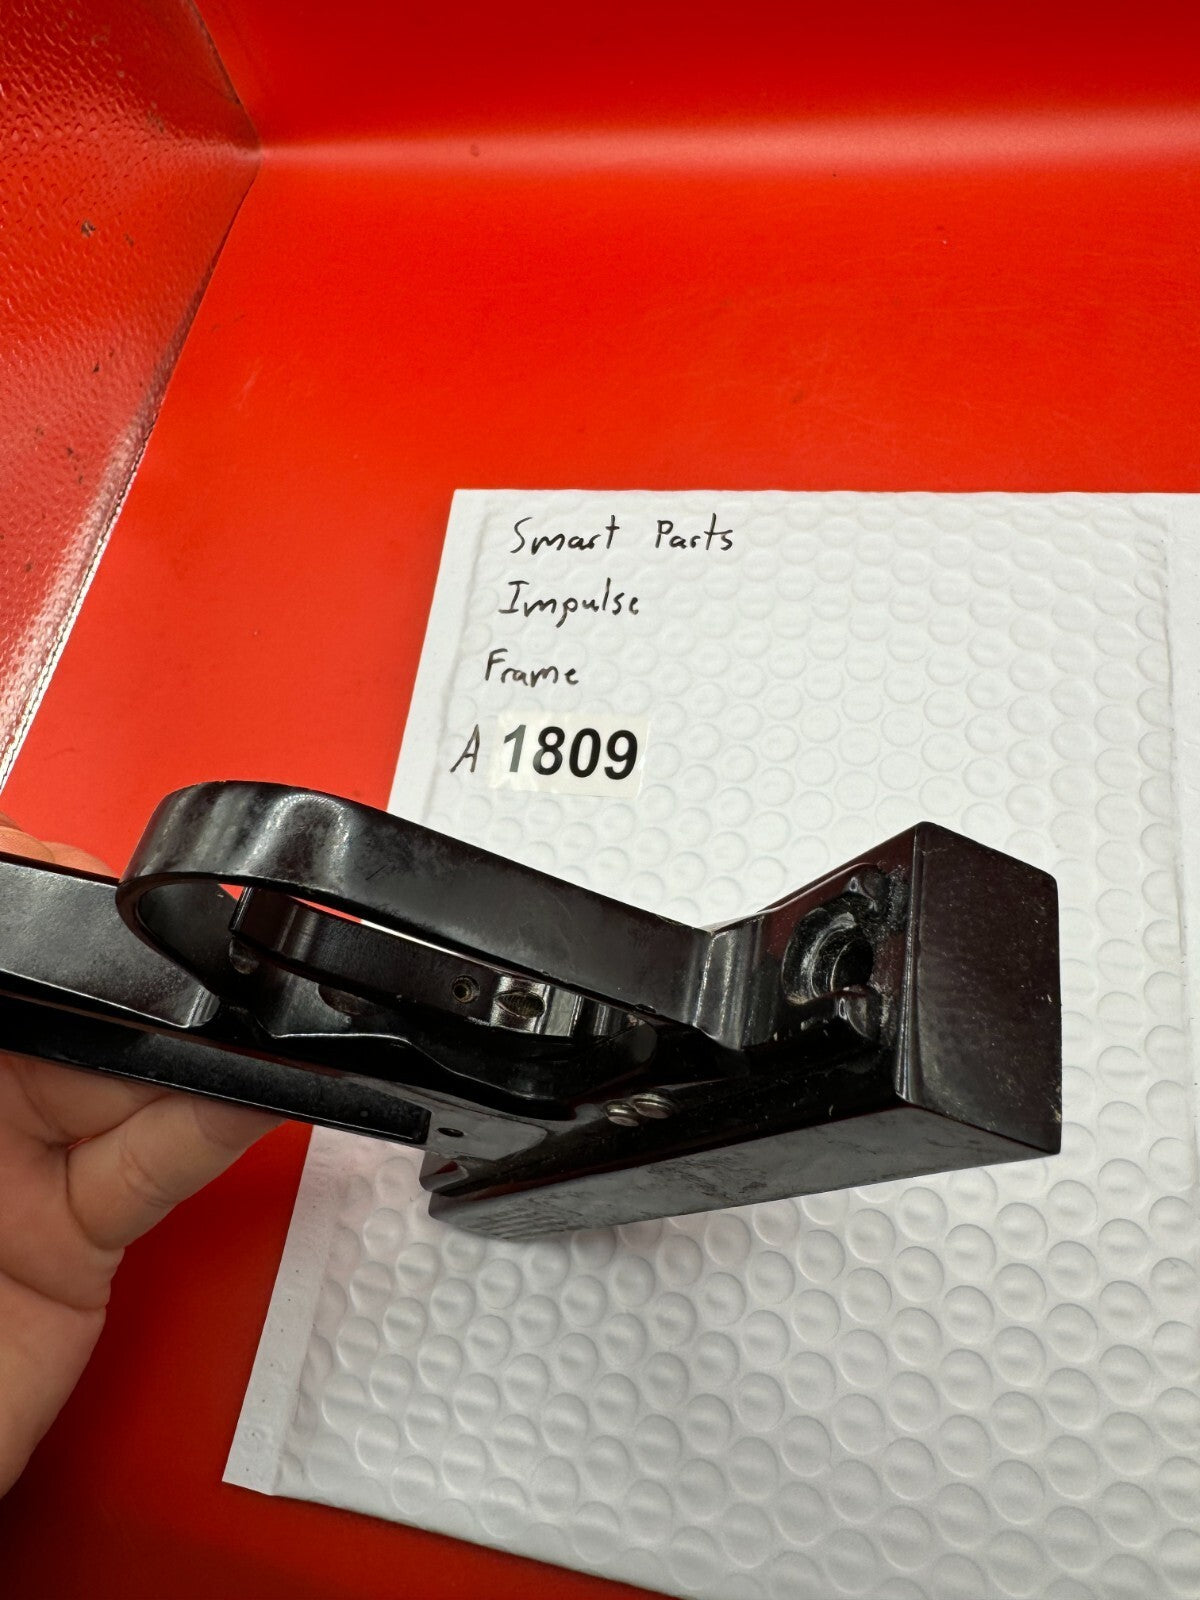 Smart Parts
Impulse
Frame
A 1809